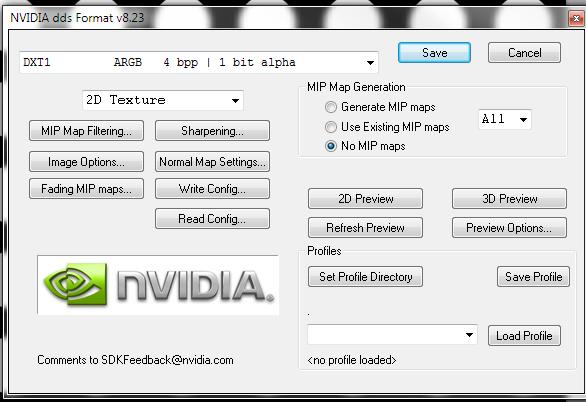 NVIDIA dds Format v8.23
DXT1 ARGB 4 bpp | 1 bit alpha
Save
Cancel
2D Texture
MIP Map Generation
Generate MIP maps
Use Existing MIP maps
No MIP maps
All
MIP Map Filtering...
Sharpening...
Image Options...
Normal Map Settings...
Fading MIP maps...
Write Config...
Read Config...
2D Preview
3D Preview
Refresh Preview
Preview Options...
Profiles
Set Profile Directory
Save Profile
.
Load Profile
<no profile loaded>
nVIDIA.
Comments to SDKFeedback@nvidia.com